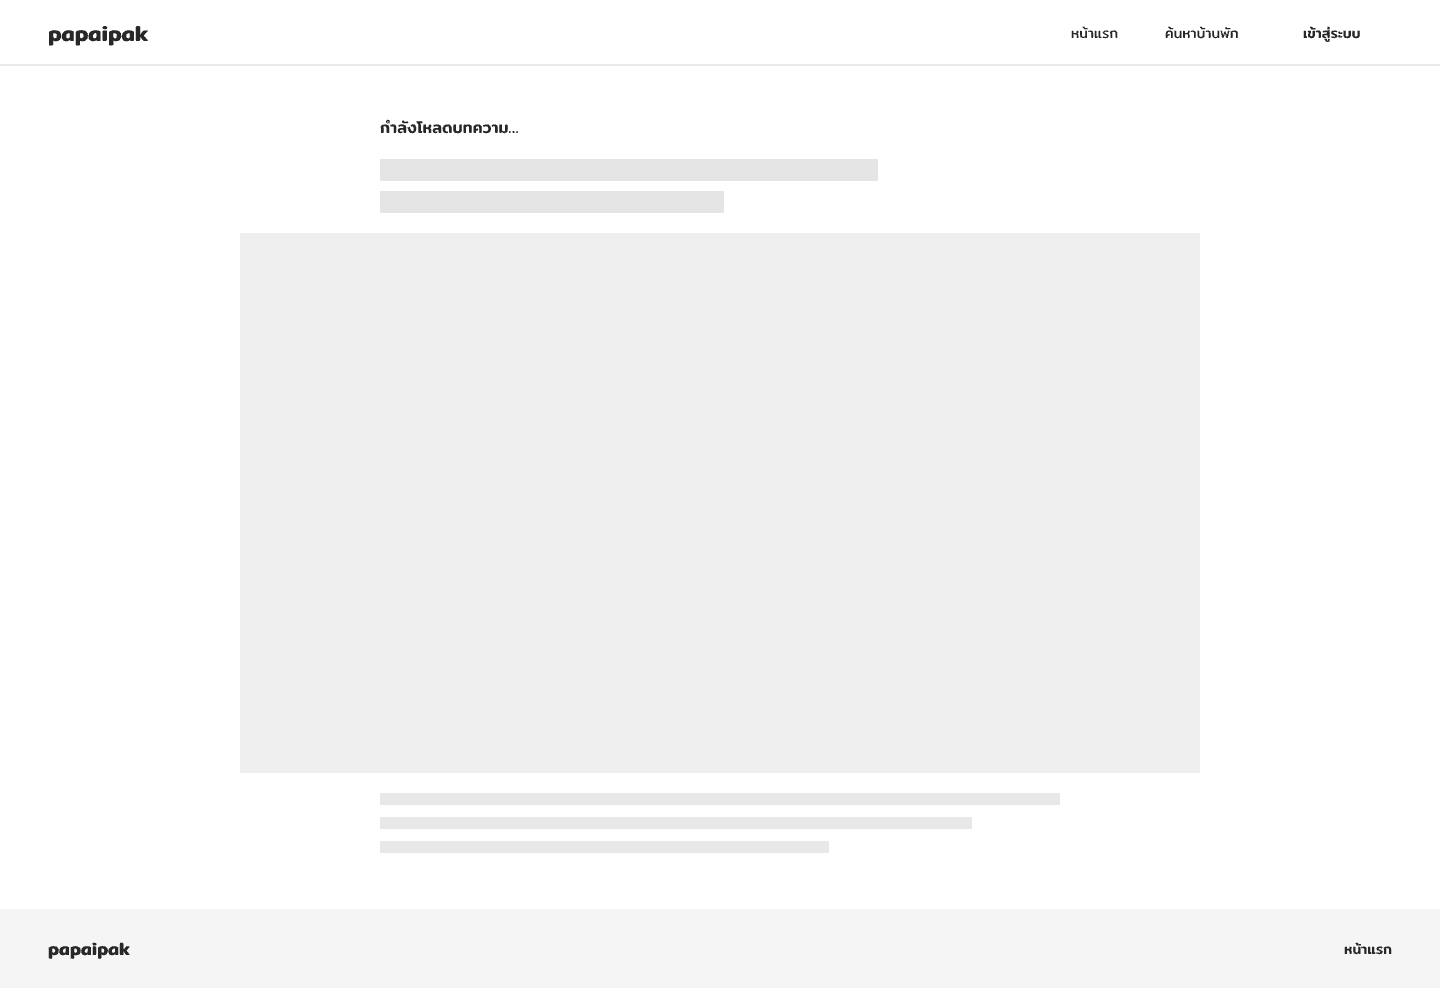 papaipak
หน้าแรก
ค้นหาบ้านพัก
เข้าสู่ระบบ
กำลังโหลดบทความ...
papaipak
หน้าแรก